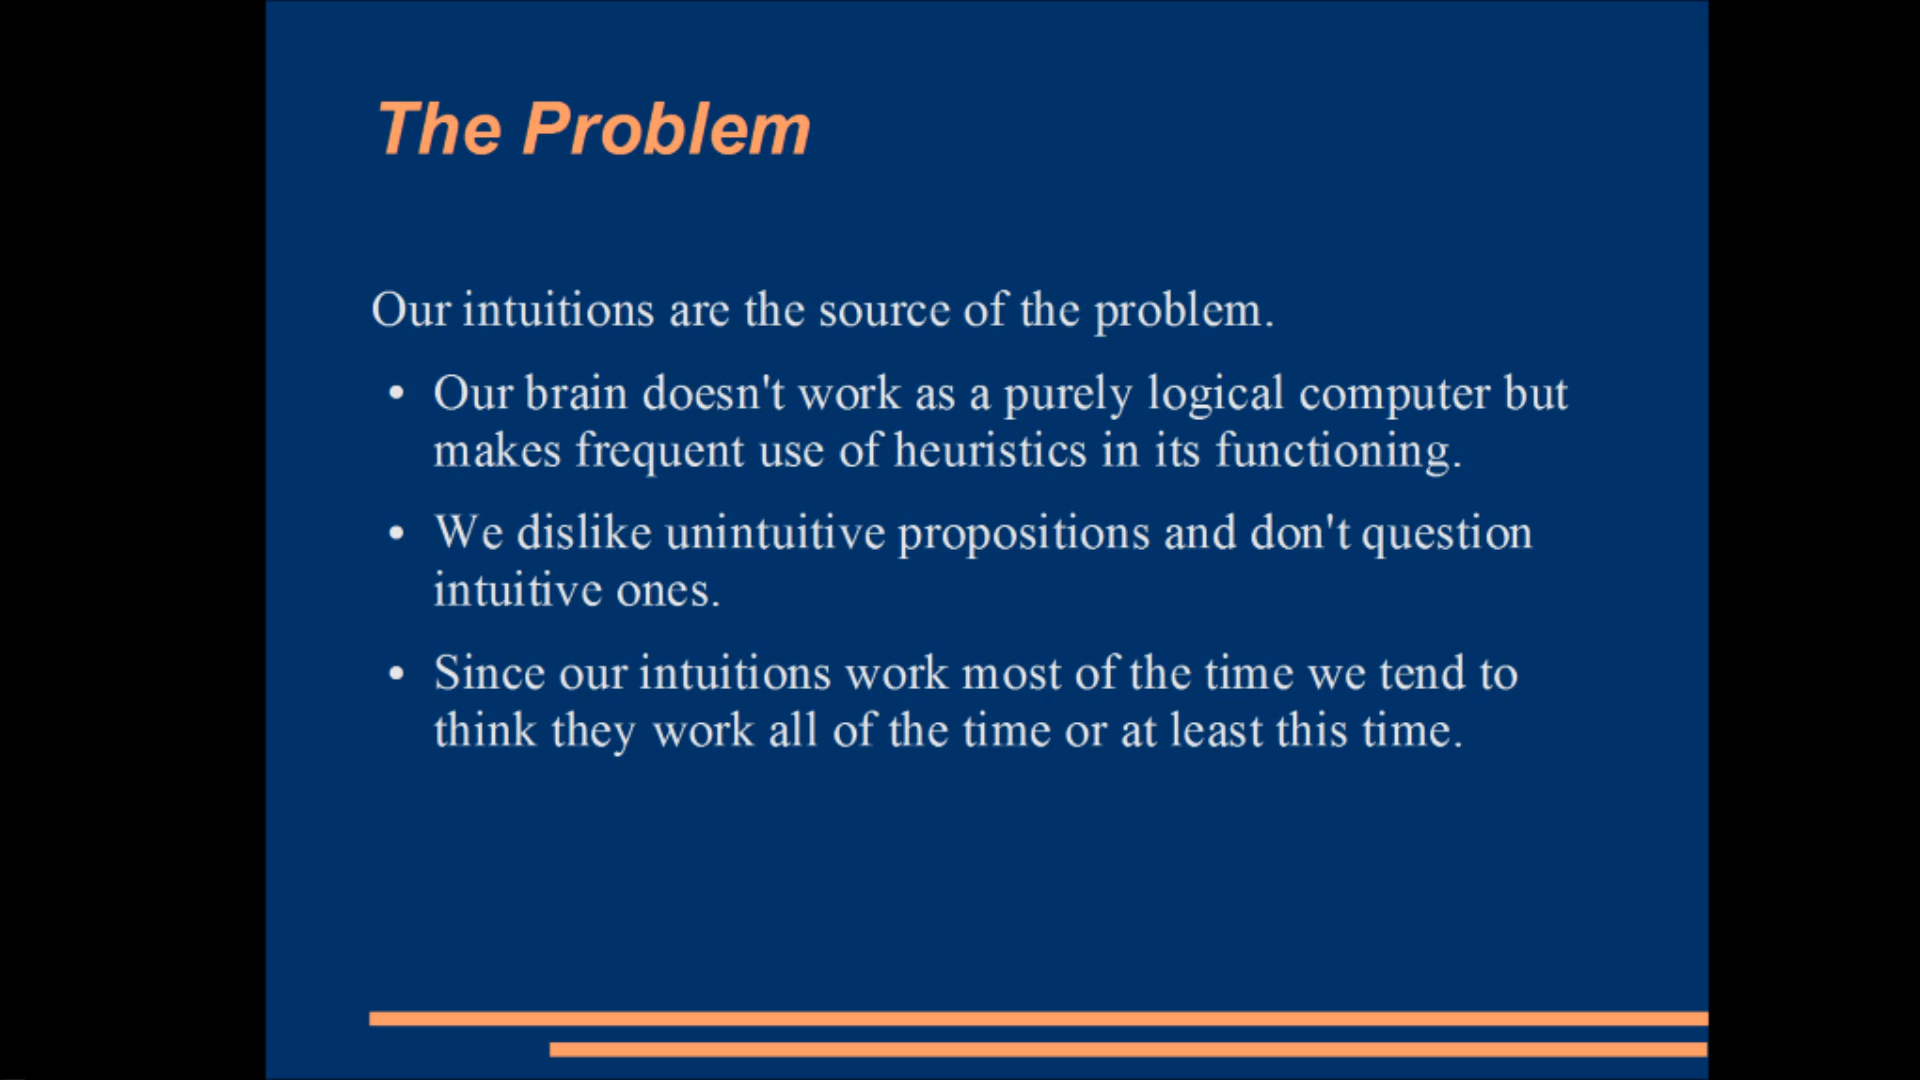 The Problem
Our intuitions are the source of the problem.
• Our brain doesn't work as a purely logical computer but
makes frequent use of heuristics in its functioning.
• We dislike unintuitive propositions and don't question
intuitive ones.
• Since our intuitions work most of the time we tend to
think they work all of the time or at least this time.